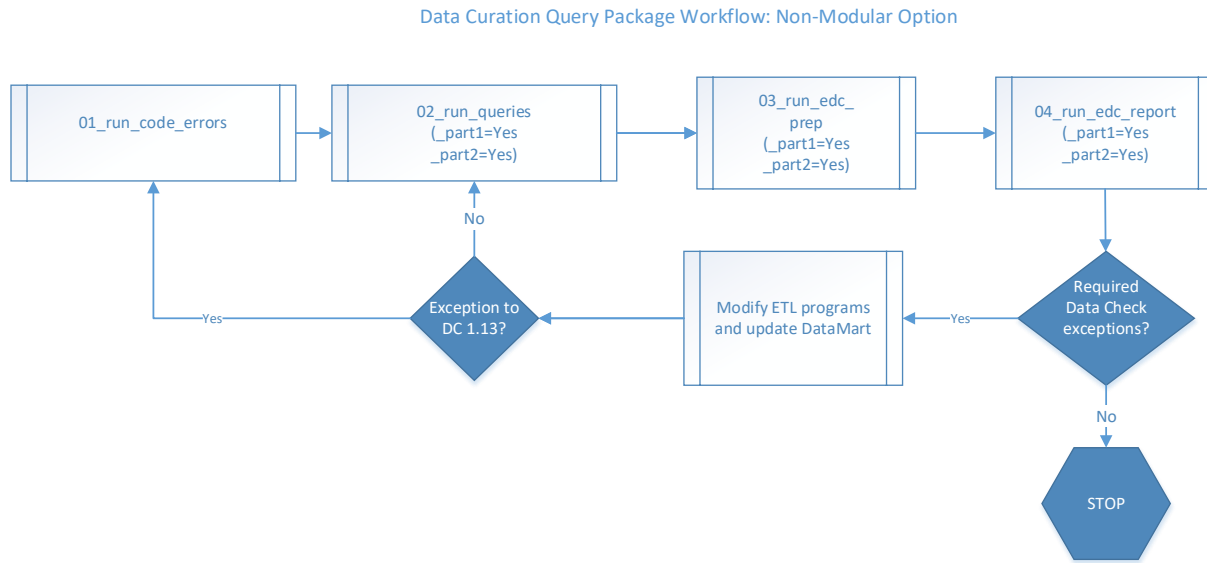 Data Curation Query Package Workflow: Non-Modular Option
01_run_code_errors
02_run_queries
(_part1=Yes
_part2=Yes)
03_run_edc_
prep
(_part1=Yes
_part2=Yes)
04_run_edc_report
(_part1=Yes
_part2=Yes)
No
Exception to
DC 1.13?
Yes
Modify ETL programs
and update DataMart
Yes
Required
Data Check
exceptions?
No
STOP